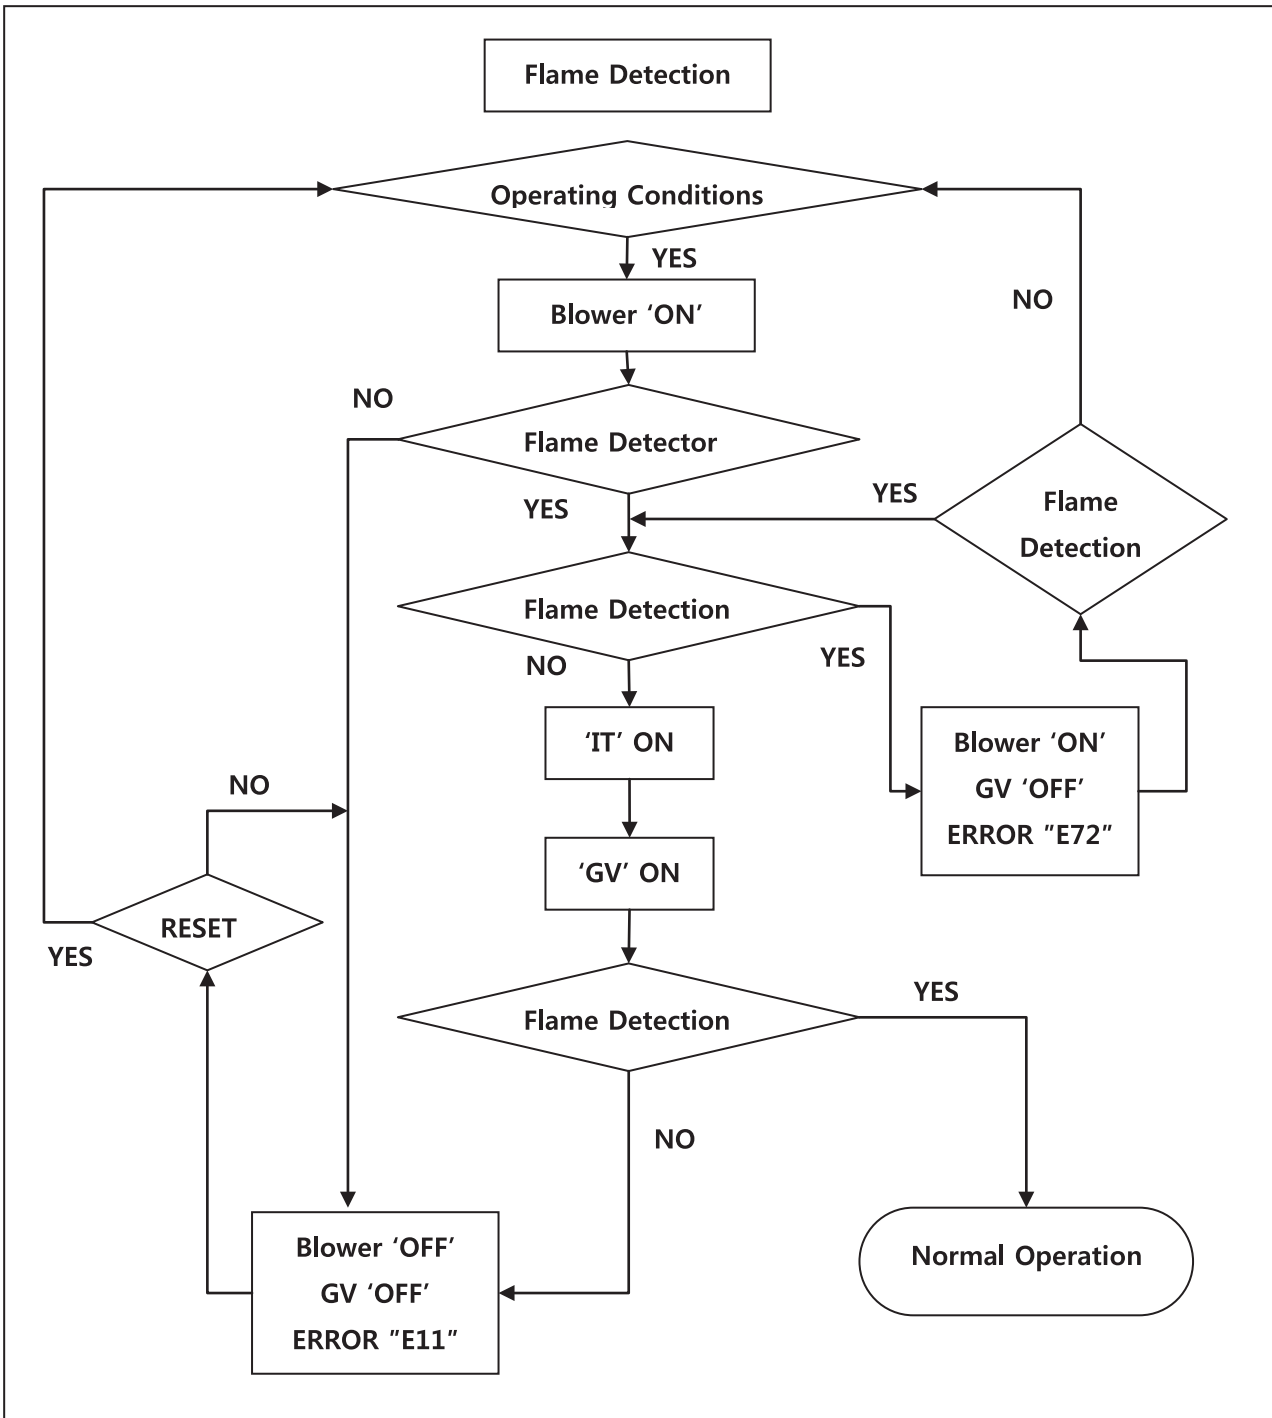 Flame Detection
Operating Conditions
YES
NO
Blower ‘ON’
NO
Flame Detector
YES
YES
Flame
Detection
Flame Detection
NO
YES
‘IT’ ON
Blower ‘ON’
GV ‘OFF’
ERROR ”E72”
NO
‘GV’ ON
RESET
YES
Flame Detection
YES
NO
Normal Operation
Blower ‘OFF’
GV ‘OFF’
ERROR ”E11”